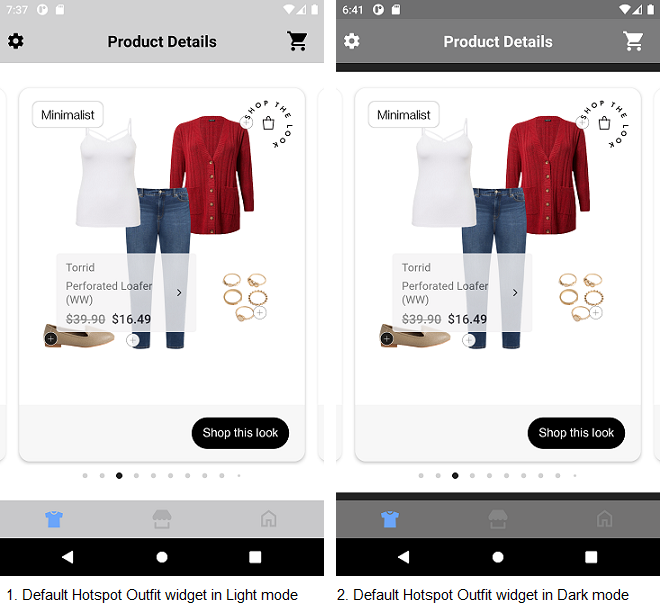 7:37
Product Details
Minimalist
SHOP THE LOOK
Torrid
Perforated Loafer
(WW)
$39.90 $16.49
Shop this look
1. Default Hotspot Outfit widget in Light mode
6:41
Product Details
Minimalist
SHOP THE LOOK
Torrid
Perforated Loafer
(WW)
$39.90 $16.49
Shop this look
2. Default Hotspot Outfit widget in Dark mode